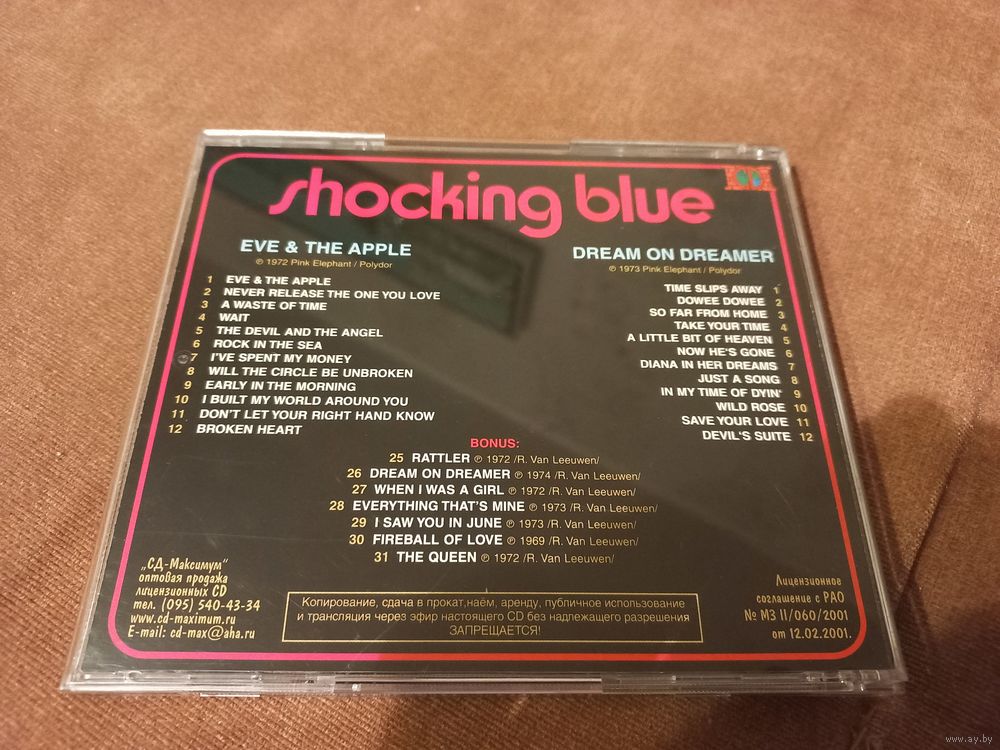 shocking blue
EVE & THE APPLE
℗ 1972 Pink Elephant / Polydor
1 EVE & THE APPLE
2 NEVER RELEASE THE ONE YOU LOVE
3 A WASTE OF TIME
4 WAIT
5 THE DEVIL AND THE ANGEL
6 ROCK IN THE SEA
7 I'VE SPENT MY MONEY
8 WILL THE CIRCLE BE UNBROKEN
9 EARLY IN THE MORNING
10 I BUILT MY WORLD AROUND YOU
11 DON'T LET YOUR RIGHT HAND KNOW
12 BROKEN HEART
DREAM ON DREAMER
℗ 1973 Pink Elephant / Polydor
TIME SLIPS AWAY 1
DOWEE DOWEE 2
SO FAR FROM HOME 3
TAKE YOUR TIME 4
A LITTLE BIT OF HEAVEN 5
NOW HE'S GONE 6
DIANA IN HER DREAMS 7
JUST A SONG 8
IN MY TIME OF DYIN' 9
WILD ROSE 10
SAVE YOUR LOVE 11
DEVIL'S SUITE 12
BONUS:
25 RATTLER ℗ 1972 /R. Van Leeuwen/
26 DREAM ON DREAMER ℗ 1974 /R. Van Leeuwen/
27 WHEN I WAS A GIRL ℗ 1972 /R. Van Leeuwen/
28 EVERYTHING THAT'S MINE ℗ 1973 /R. Van Leeuwen/
29 I SAW YOU IN JUNE ℗ 1973 /R. Van Leeuwen/
30 FIREBALL OF LOVE ℗ 1969 /R. Van Leeuwen/
31 THE QUEEN ℗ 1972 /R. Van Leeuwen/
„СД-Максимум"
оптовая продажа
лицензионных CD
тел. (095) 540-43-34
www.cd-maximum.ru
E-mail: cd-max@aha.ru
Копирование, сдача в прокат,наём, аренду, публичное использование
и трансляция через эфир настоящего CD без надлежащего разрешения
ЗАПРЕЩАЕТСЯ!
Лицензионное
соглашение с РАО
№ МЗ II/060/2001
от 12.02.2001.
www.ay.by